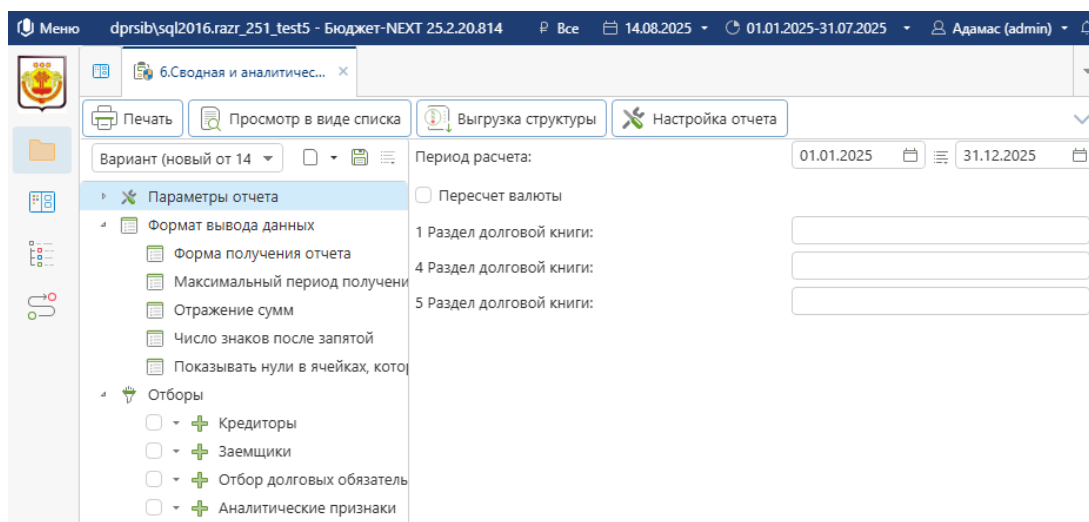 Меню dprsib\sql2016.razr_251_test5 - Бюджет-NEXT 25.2.20.814 ₽ Все 14.08.2025 01.01.2025-31.07.2025 Адамас (admin)
6.Сводная и аналитичес... ×
Печать Просмотр в виде списка Выгрузка структуры Настройка отчета
Вариант (новый от 14 Период расчета: 01.01.2025 31.12.2025
Параметры отчета Пересчет валюты
Формат вывода данных 1 Раздел долговой книги:
Форма получения отчета 4 Раздел долговой книги:
Максимальный период получени 5 Раздел долговой книги:
Отражение сумм
Число знаков после запятой
Показывать нули в ячейках, кото
Отборы
Кредиторы
Заемщики
Отбор долговых обязатель
Аналитические признаки